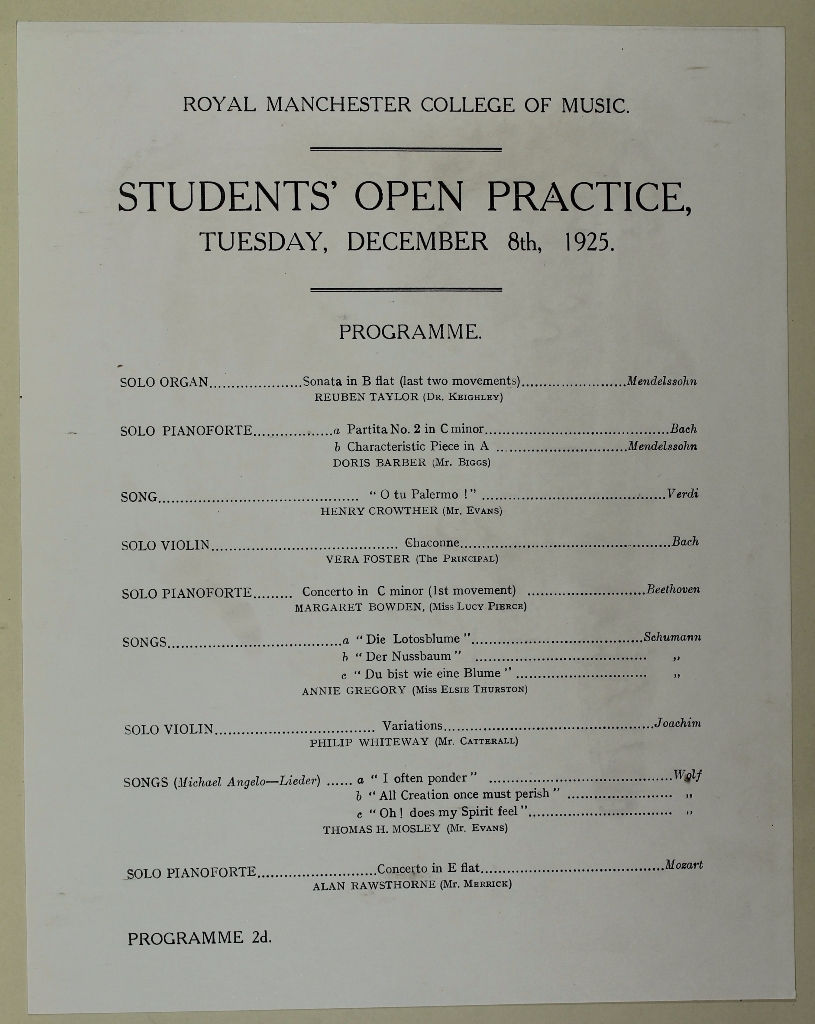 ROYAL MANCHESTER COLLEGE OF MUSIC.
STUDENTS' OPEN PRACTICE,
TUESDAY, DECEMBER 8th, 1925.
PROGRAMME.
SOLO ORGAN....................Sonata in B flat (last two movements).......................Mendelssohn
REUBEN TAYLOR (DR. KEIGHLEY)
SOLO PIANOFORTE.................a Partita No. 2 in C minor........................................Bach
b Characteristic Piece in A .............................Mendelssohn
DORIS BARBER (Mr. BIGGS)
SONG............................................ " O tu Palermo ! " ........................................Verdi
HENRY CROWTHER (Mr. EVANS)
SOLO VIOLIN......................................... Chaconne..............................................Bach
VERA FOSTER (The PRINCIPAL)
SOLO PIANOFORTE......... Concerto in C minor (1st movement) ..........................Beethoven
MARGARET BOWDEN, (Miss LUCY PIERCE)
SONGS......................................a " Die Lotosblume ".....................................Schumann
b " Der Nussbaum " ..................................... „
c " Du bist wie eine Blume " ............................. „
ANNIE GREGORY (Miss ELSIE THURSTON)
SOLO VIOLIN................................... Variations..............................................Joachim
PHILIP WHITEWAY (Mr. CATTERALL)
SONGS (Michael Angelo—Lieder) ...... a " I often ponder " ........................................Wolf
b " All Creation once must perish " ....................... „
c " Oh ! does my Spirit feel "................................ „
THOMAS H. MOSLEY (Mr. EVANS)
SOLO PIANOFORTE..........................Concerto in E flat........................................Mozart
ALAN RAWSTHORNE (Mr. MERRICK)
PROGRAMME 2d.